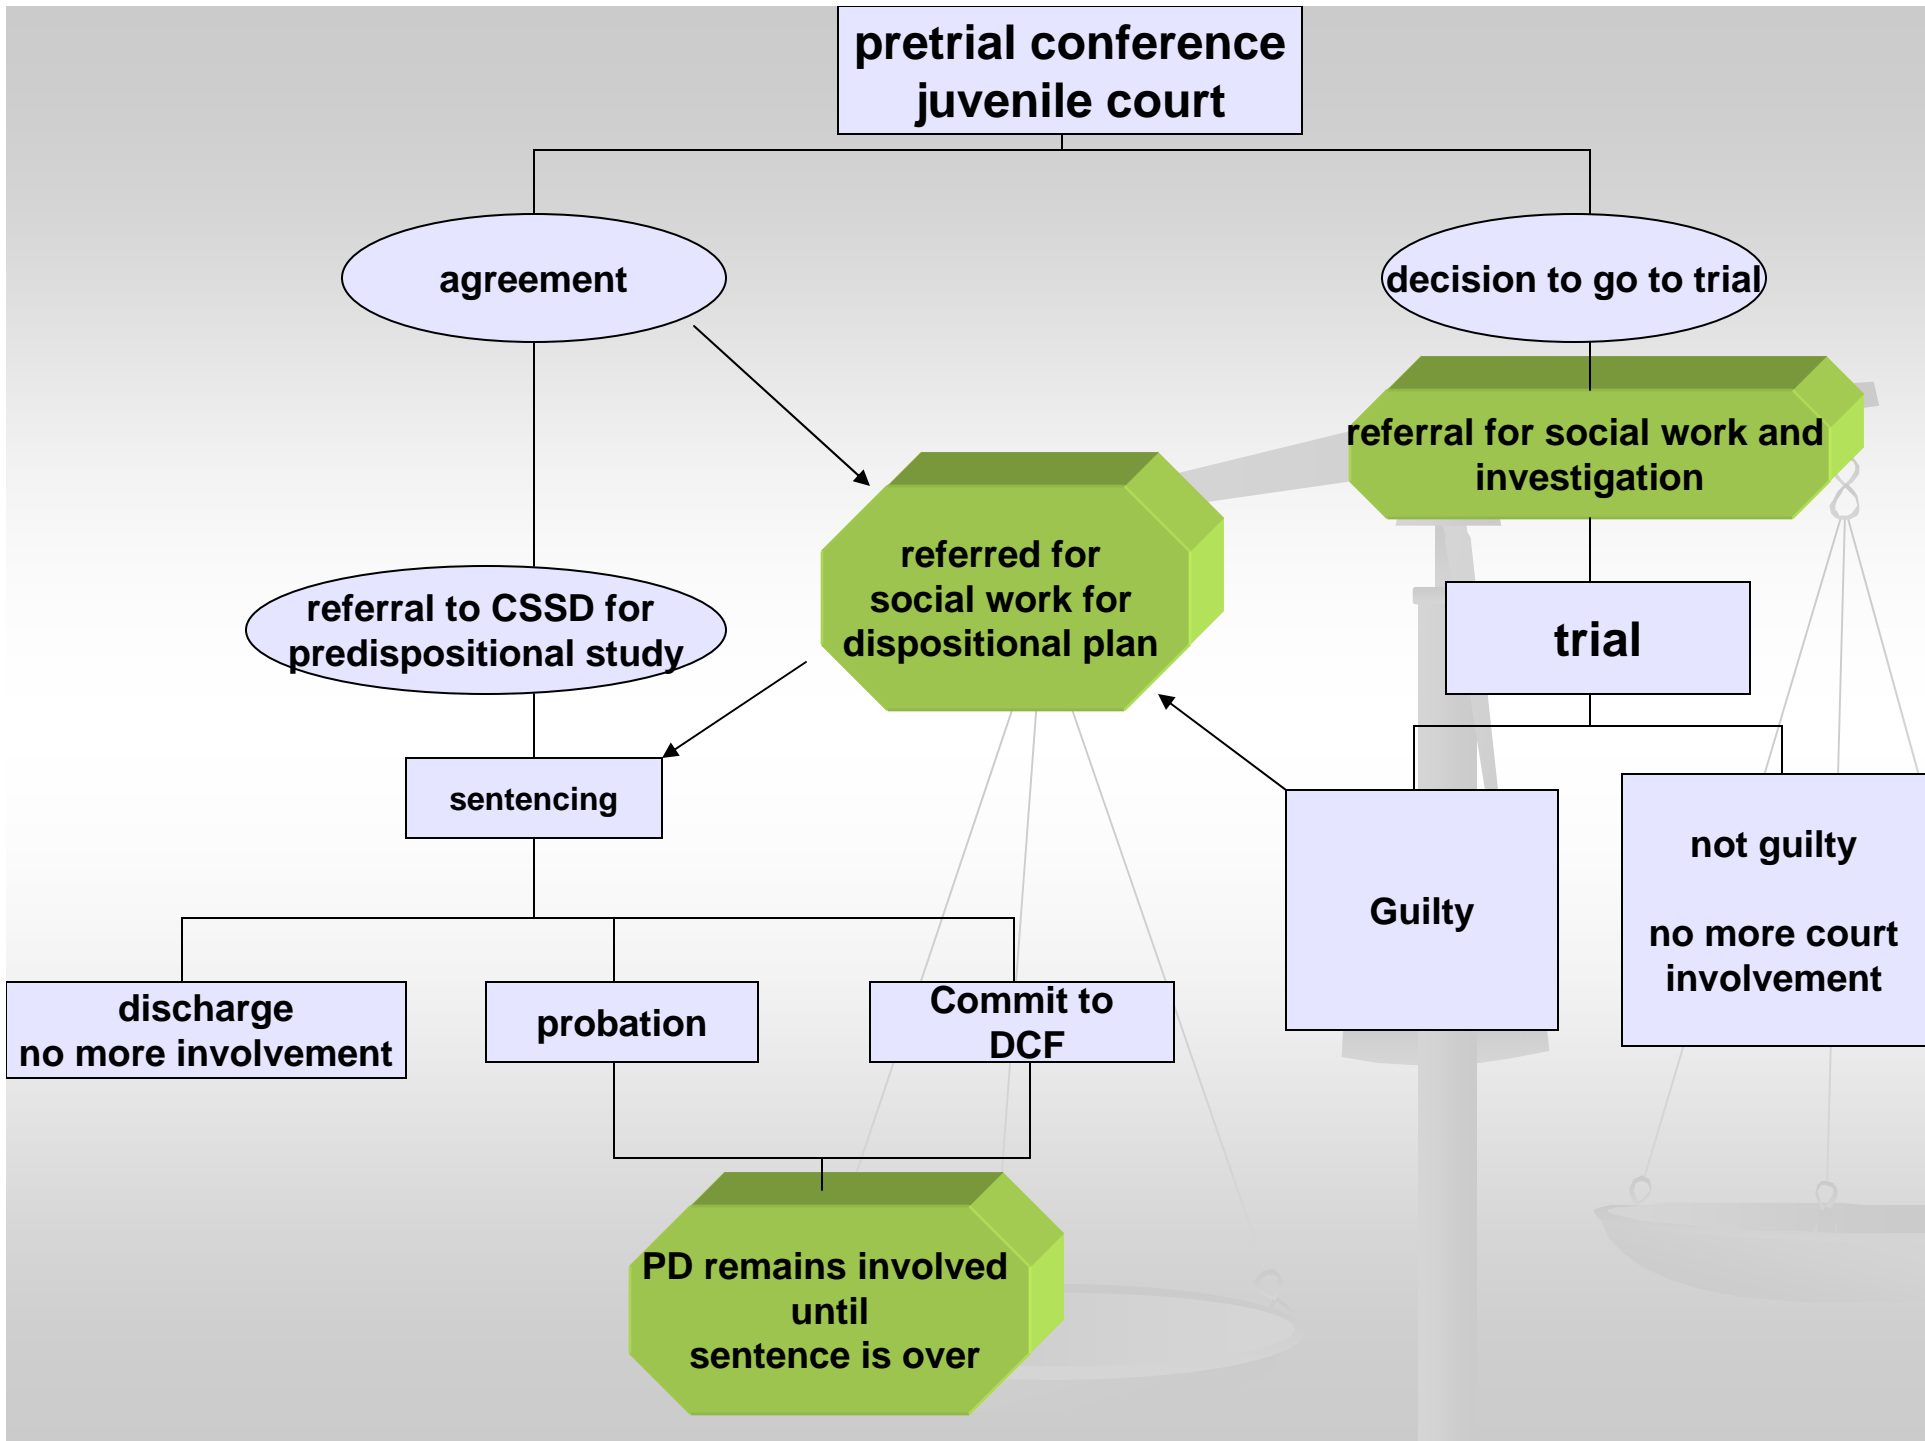 pretrial conference
juvenile court
agreement
decision to go to trial
referral for social work and
investigation
referred for
social work for
dispositional plan
referral to CSSD for
predispositional study
trial
sentencing
Guilty
not guilty
no more court
involvement
discharge
no more involvement
probation
Commit to
DCF
PD remains involved
until
sentence is over